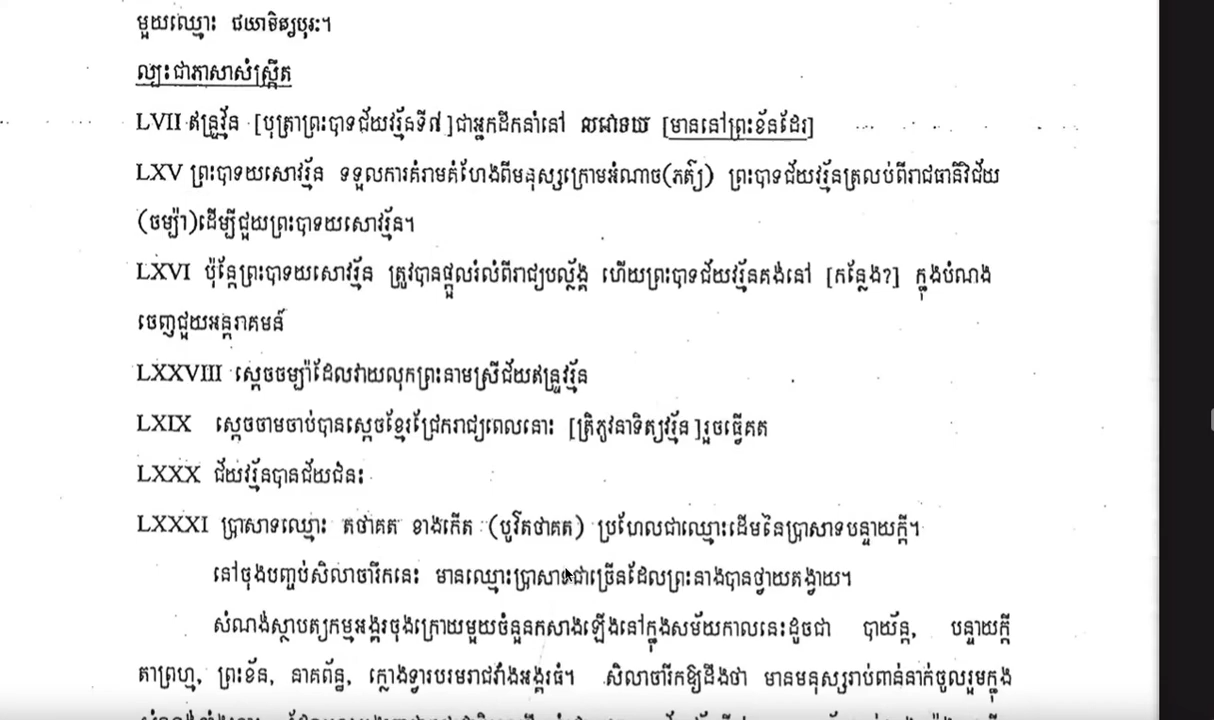 មួយឈ្មោះ ជយាទិត្យបុរៈ។
ល្បះជាភាសាសំស្ក្រឹត
LVII ឥន្រ្ទវរ្ម័ន [បុត្រាព្រះបាទជ័យវរ្ម័នទី៧]ជាអ្នកដឹកនាំនៅ លវោទយ [មាននៅព្រះខ័នដែរ]
LXV ព្រះបាទយសោវរ្ម័ន ទទួលការគំរាមគំហែងពីមនុស្សក្រោមអំណាច(ភត្យ) ព្រះបាទជ័យវរ្ម័នត្រលប់ពីរាជធានីវិជ័យ
(ចម្ប៉ា)ដើម្បីជួយព្រះបាទយសោវរ្ម័ន។
LXVI ប៉ុន្តែព្រះបាទយសោវរ្ម័ន ត្រូវបានផ្តួលរំលំពីរាជ្យបល្ល័ង្គ ហើយព្រះបាទជ័យវរ្ម័នគង់នៅ [កន្លែង?] ក្នុងបំណង
ចេញជួយអន្តរាគមន៍
LXXVIII ស្តេចចម្ប៉ាដែលវាយលុកព្រះនាមស្រីជ័យឥន្រ្ទវរ្ម័ន
LXIX ស្តេចចាមចាប់បានស្តេចខ្មែរជ្រែករាជ្យពេលនោះ [ត្រិភូវនាទិត្យវរ្ម័ន]រួចធ្វើគត
LXXX ជ័យវរ្ម័នបានជ័យជំនះ
LXXXI ប្រាសាទឈ្មោះ តថាគត ខាងកើត (បូវ៌តថាគត) ប្រហែលជាឈ្មោះដើមនៃប្រាសាទបន្ទាយក្តី។
នៅចុងបញ្ចប់សិលាចារឹកនេះ មានឈ្មោះប្រាសាទជាច្រើនដែលព្រះនាងបានថ្វាយតង្វាយ។
សំណង់ស្ថាបត្យកម្មអង្គរចុងក្រោយមួយចំនួនកសាងឡើងនៅក្នុងសម័យកាលនេះដូចជា បាយ័ន្ត, បន្ទាយក្តី
តាព្រហ្ម, ព្រះខ័ន, នាគព័ន្ធ, ក្លោងទ្វារបរមរាជវាំងអង្គរធំ។ សិលាចារឹកឱ្យដឹងថា មានមនុស្សរាប់ពាន់នាក់ចូលរួមក្នុង